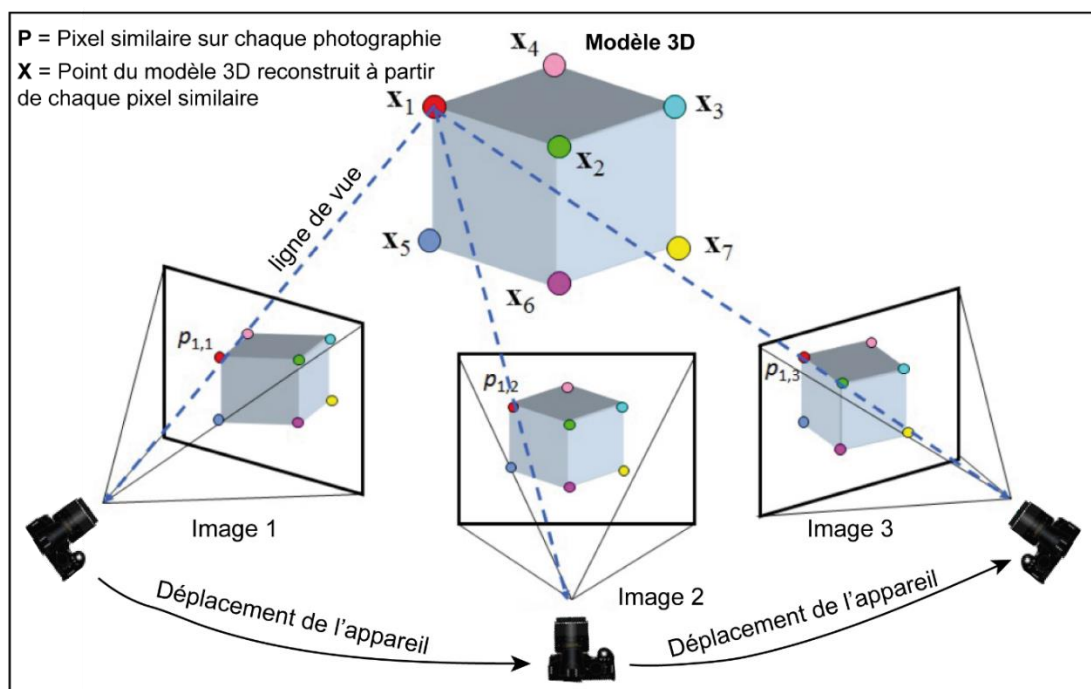 P = Pixel similaire sur chaque photographie
X = Point du modèle 3D reconstruit à partir
de chaque pixel similaire
Modèle 3D
x4
x1
x3
x2
ligne de vue
x5
x7
x6
p1,1
p1,2
p1,3
Image 1
Image 3
Image 2
Déplacement de l'appareil
Déplacement de l'appareil